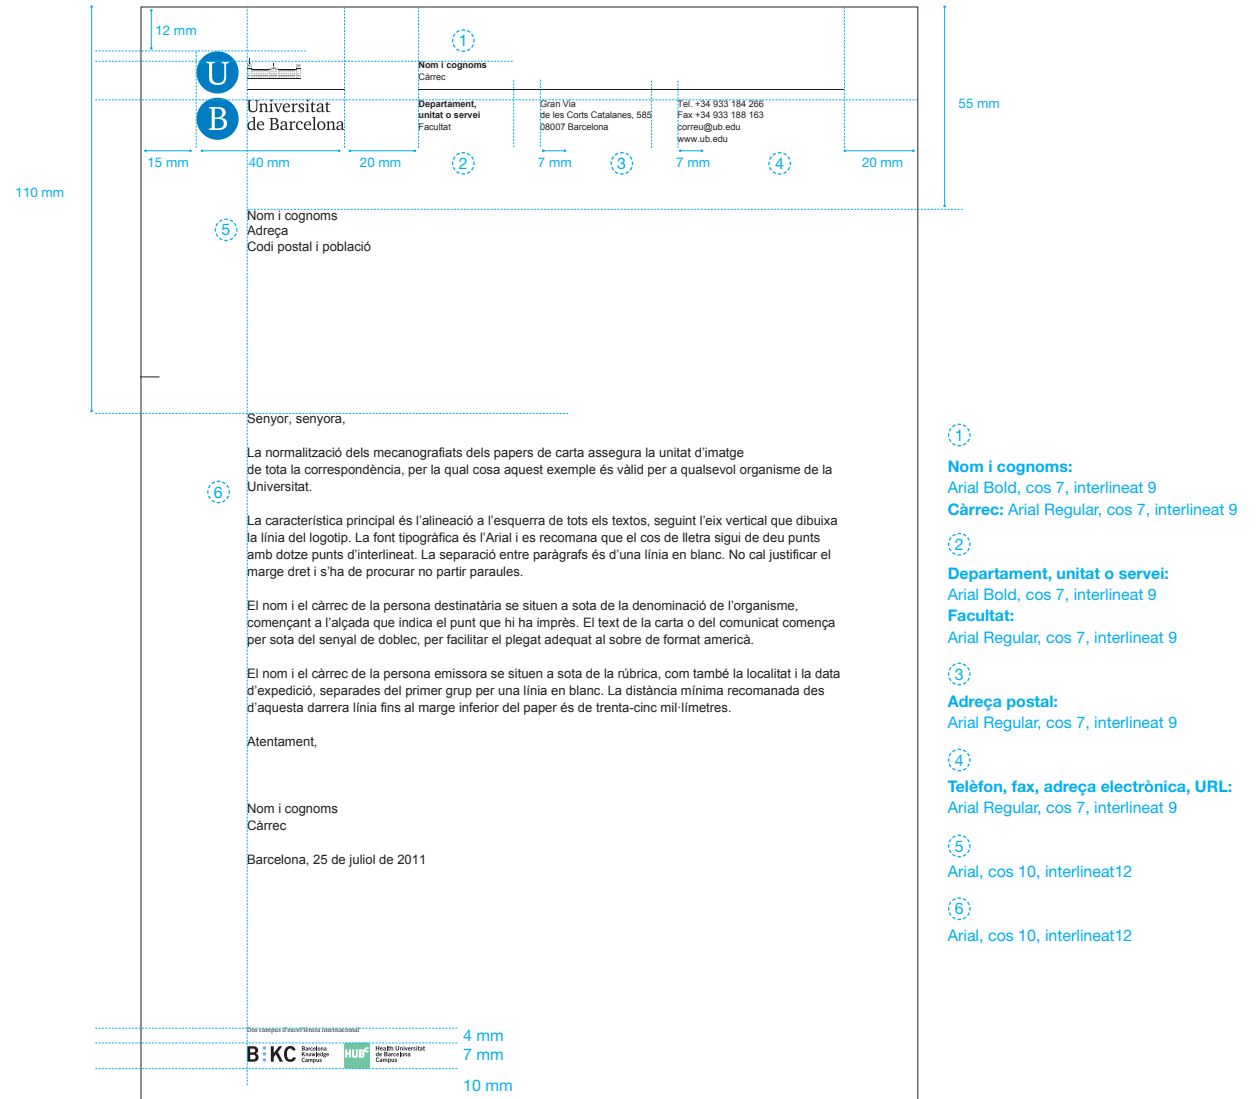 12 mm
1
U
B
Universitat
de Barcelona
Nom i cognoms
Càrrec
Departament,
unitat o servei
Facultat
Gran Via
de les Corts Catalanes, 585
08007 Barcelona
Tel. +34 933 184 266
Fax +34 933 188 163
correu@ub.edu
www.ub.edu
55 mm
15 mm
40 mm
20 mm
2
7 mm
3
7 mm
4
20 mm
110 mm
5
Nom i cognoms
Adreça
Codi postal i població
Senyor, senyora,
La normalització dels mecanografiats dels papers de carta assegura la unitat d’imatge
de tota la correspondència, per la qual cosa aquest exemple és vàlid per a qualsevol organisme de la
Universitat.
6
La característica principal és l’alineació a l’esquerra de tots els textos, seguint l’eix vertical que dibuixa
la línia del logotip. La font tipogràfica és l’Arial i es recomana que el cos de lletra sigui de deu punts
amb dotze punts d’interlineat. La separació entre paràgrafs és d’una línia en blanc. No cal justificar el
marge dret i s’ha de procurar no partir paraules.
El nom i el càrrec de la persona destinatària se situen a sota de la denominació de l’organisme,
començant a l’alçada que indica el punt que hi ha imprès. El text de la carta o del comunicat comença
per sota del senyal de doblec, per facilitar el plegat adequat al sobre de format americà.
El nom i el càrrec de la persona emissora se situen a sota de la rúbrica, com també la localitat i la data
d’expedició, separades del primer grup per una línia en blanc. La distància mínima recomanada des
d’aquesta darrera línia fins al marge inferior del paper és de trenta-cinc mil·límetres.
Atentament,
Nom i cognoms
Càrrec
Barcelona, 25 de juliol de 2011
Dos campus d'excel·lència internacional
B:KC
Barcelona
Knowledge
Campus
HUBc
Health Universitat
de Barcelona
Campus
4 mm
7 mm
10 mm
1
Nom i cognoms:
Arial Bold, cos 7, interlineat 9
Càrrec: Arial Regular, cos 7, interlineat 9
2
Departament, unitat o servei:
Arial Bold, cos 7, interlineat 9
Facultat:
Arial Regular, cos 7, interlineat 9
3
Adreça postal:
Arial Regular, cos 7, interlineat 9
4
Telèfon, fax, adreça electrònica, URL:
Arial Regular, cos 7, interlineat 9
5
Arial, cos 10, interlineat12
6
Arial, cos 10, interlineat12